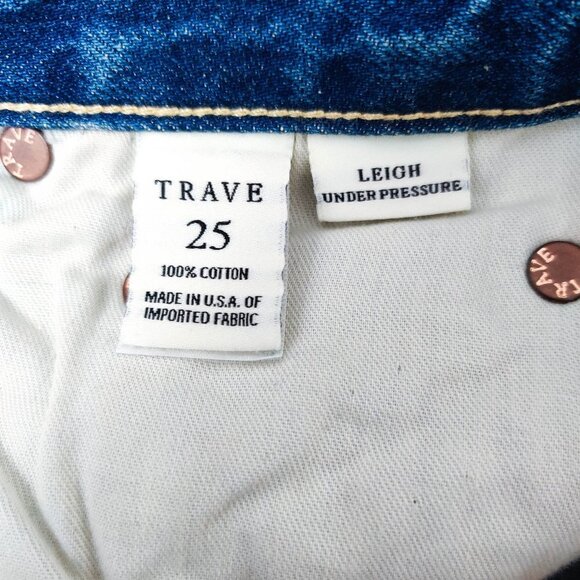 TRAVE
TRAVE
25
100% COTTON
MADE IN U.S.A. OF
IMPORTED FABRIC
LEIGH
UNDER PRESSURE
TRAVE